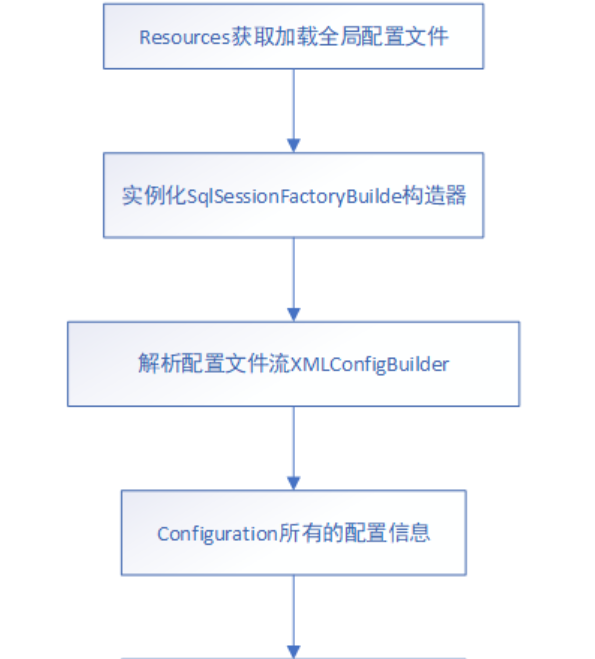 Resources获取加载全局配置文件
实例化SqlSessionFactoryBuilde构造器
解析配置文件流XMLConfigBuilder
Configuration所有的配置信息